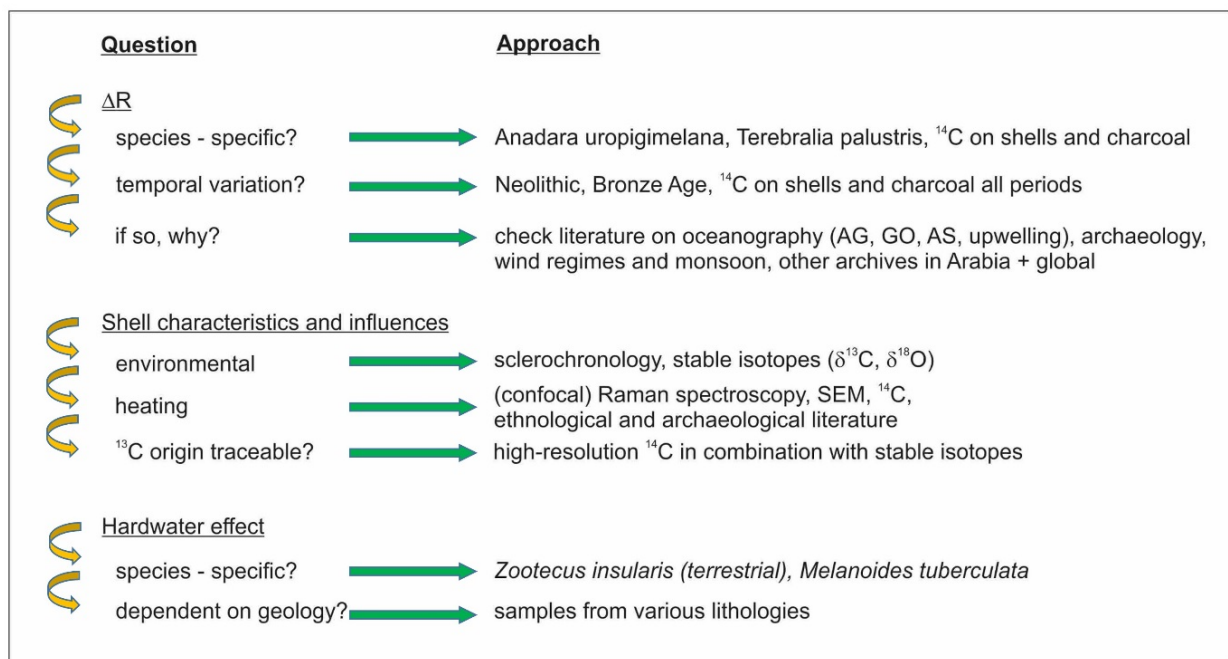 Question Approach
ΔR
species - specific? Anadara uropigimelana, Terebralia palustris, ¹⁴C on shells and charcoal
temporal variation? Neolithic, Bronze Age, ¹⁴C on shells and charcoal all periods
if so, why? check literature on oceanography (AG, GO, AS, upwelling), archaeology,
wind regimes and monsoon, other archives in Arabia + global
Shell characteristics and influences
environmental sclerochronology, stable isotopes (δ¹³C, δ¹⁸O)
heating (confocal) Raman spectroscopy, SEM, ¹⁴C,
ethnological and archaeological literature
¹³C origin traceable? high-resolution ¹⁴C in combination with stable isotopes
Hardwater effect
species - specific? Zootecus insularis (terrestrial), Melanoides tuberculata
dependent on geology? samples from various lithologies